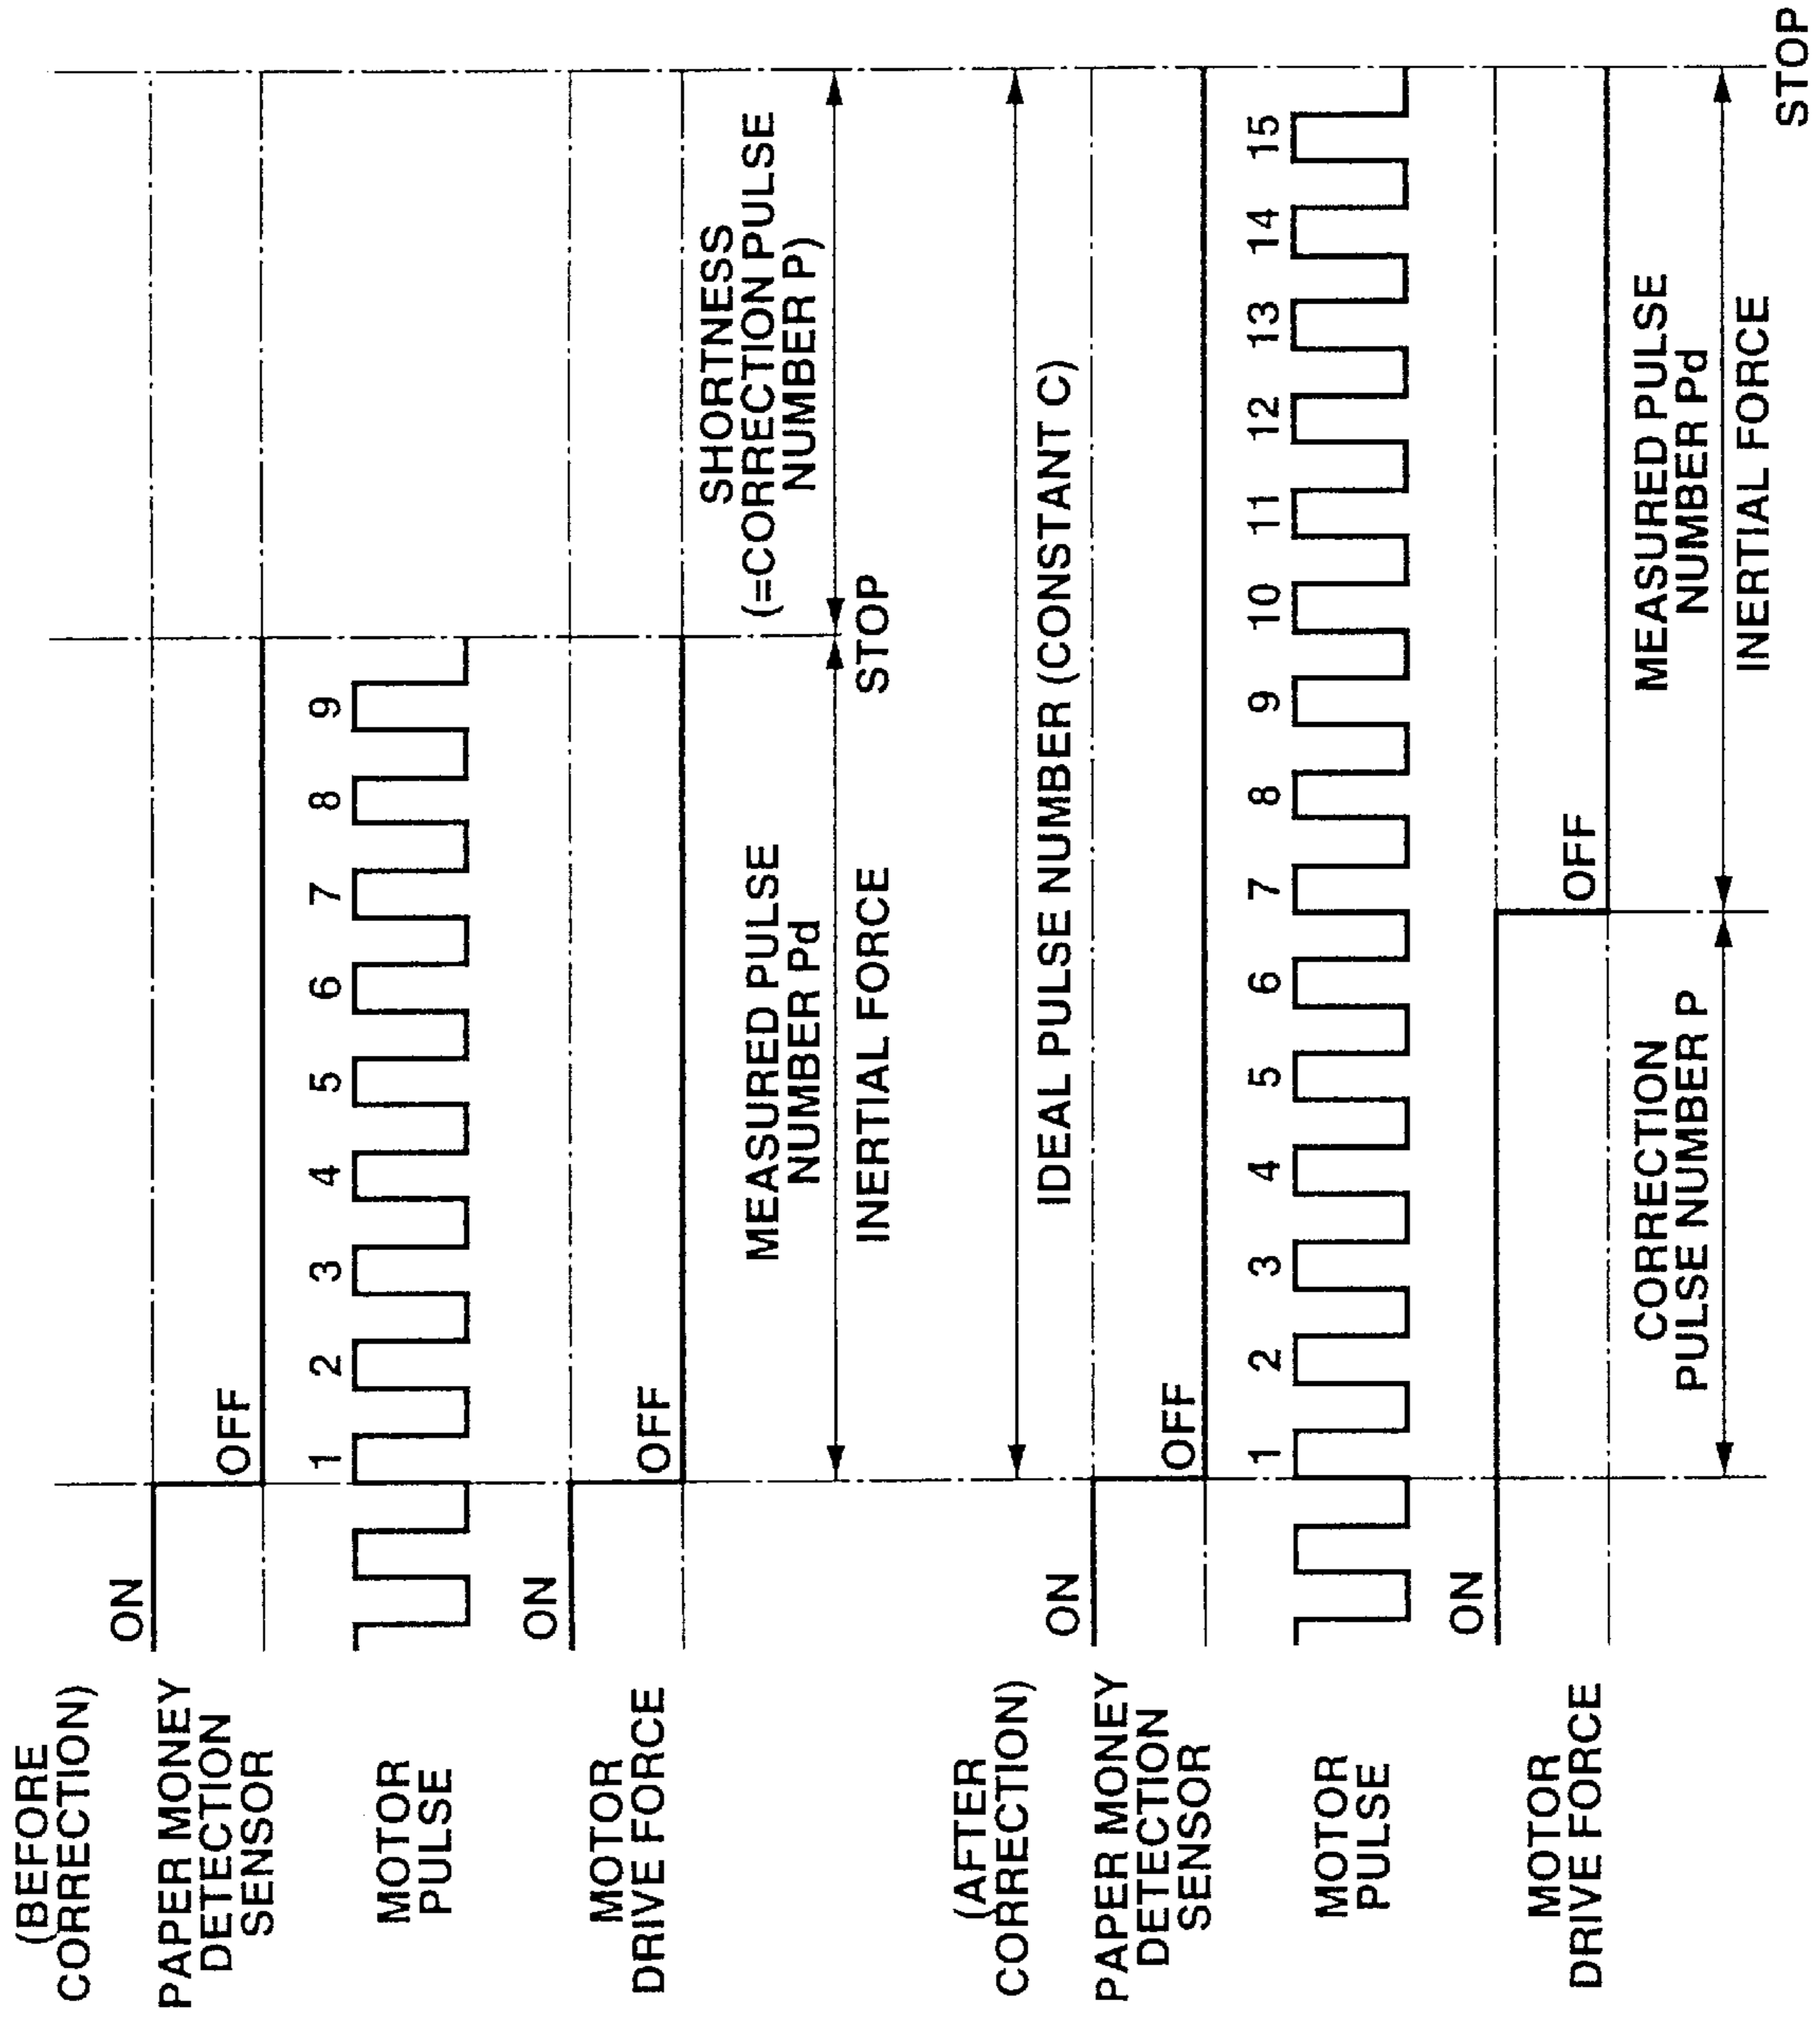 (BEFORE
CORRECTION)
PAPER MONEY
DETECTION
SENSOR
ON
OFF
MOTOR
PULSE
1 2 3 4 5 6 7 8 9
MOTOR
DRIVE FORCE
ON
OFF
MEASURED PULSE
NUMBER Pd
INERTIAL FORCE
SHORTNESS
(=CORRECTION PULSE
NUMBER P)
STOP
IDEAL PULSE NUMBER (CONSTANT C)
(AFTER
CORRECTION)
PAPER MONEY
DETECTION
SENSOR
ON
OFF
MOTOR
PULSE
1 2 3 4 5 6 7 8 9 10 11 12 13 14 15
MOTOR
DRIVE FORCE
ON
OFF
CORRECTION
PULSE NUMBER P
MEASURED PULSE
NUMBER Pd
INERTIAL FORCE
STOP